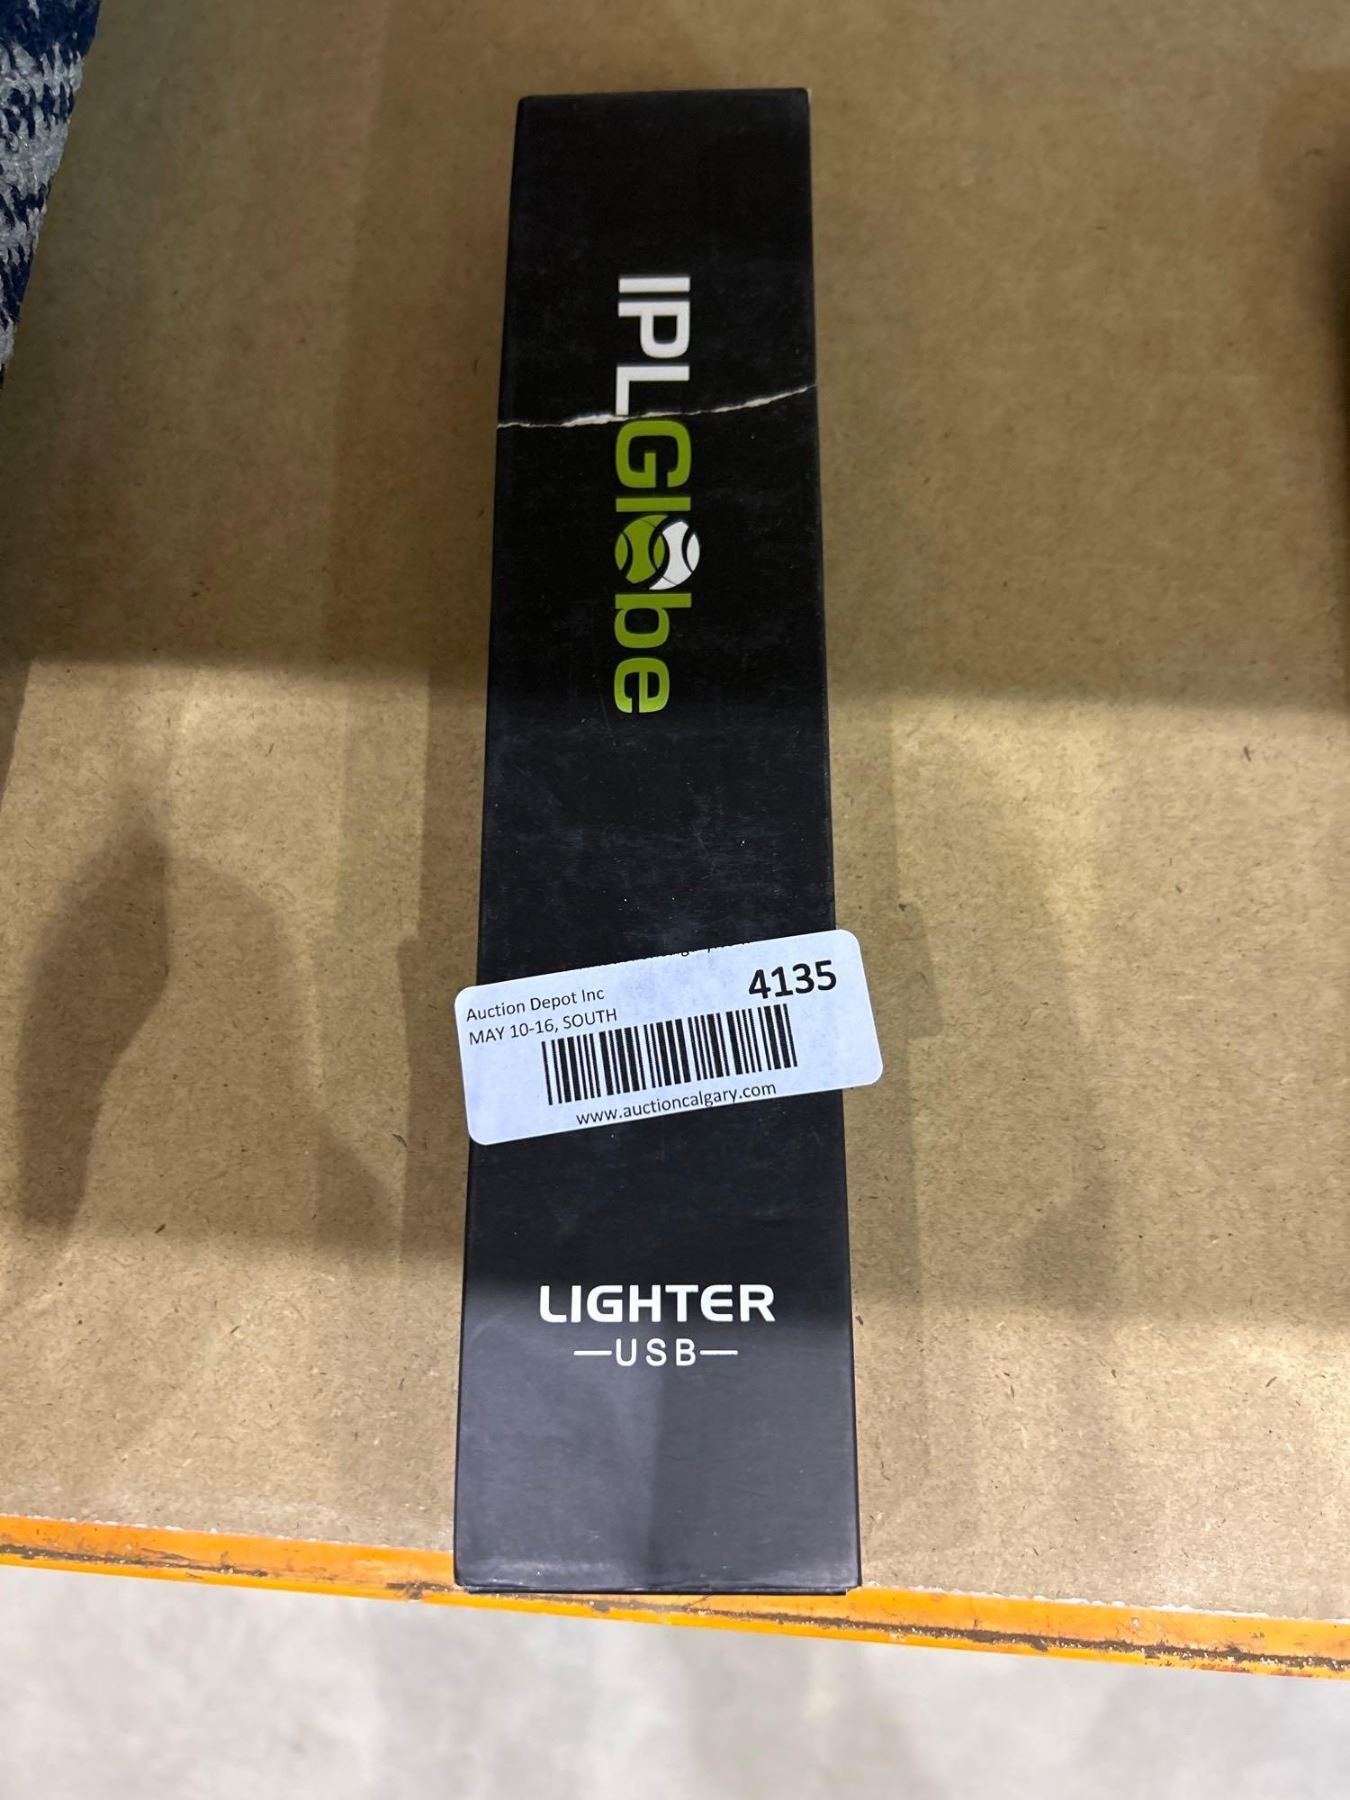 IPLGlobe
Auction Depot Inc
4135
MAY 10-16, SOUTH
www.auctioncalgary.com
LIGHTER
—USB—